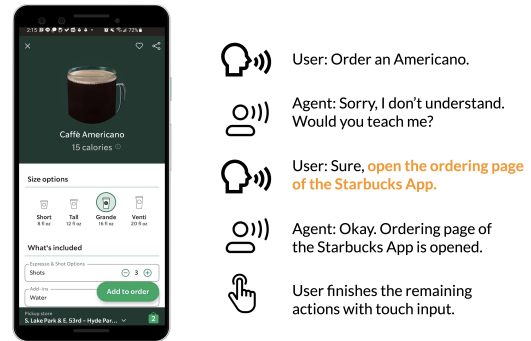 2:15
72%
Caffè Americano
15 calories
Size options
Short
Tall
Grande
Venti
8 fl oz
12 fl oz
16 fl oz
20 fl oz
What's included
Espresso & Shot Options
Shots
3
Add-ins
Water
Add to order
Pickup store
S. Lake Park & E. 53rd – Hyde Par...
2
User: Order an Americano.
Agent: Sorry, I don't understand.
Would you teach me?
User: Sure, open the ordering page
of the Starbucks App.
Agent: Okay. Ordering page of
the Starbucks App is opened.
User finishes the remaining
actions with touch input.